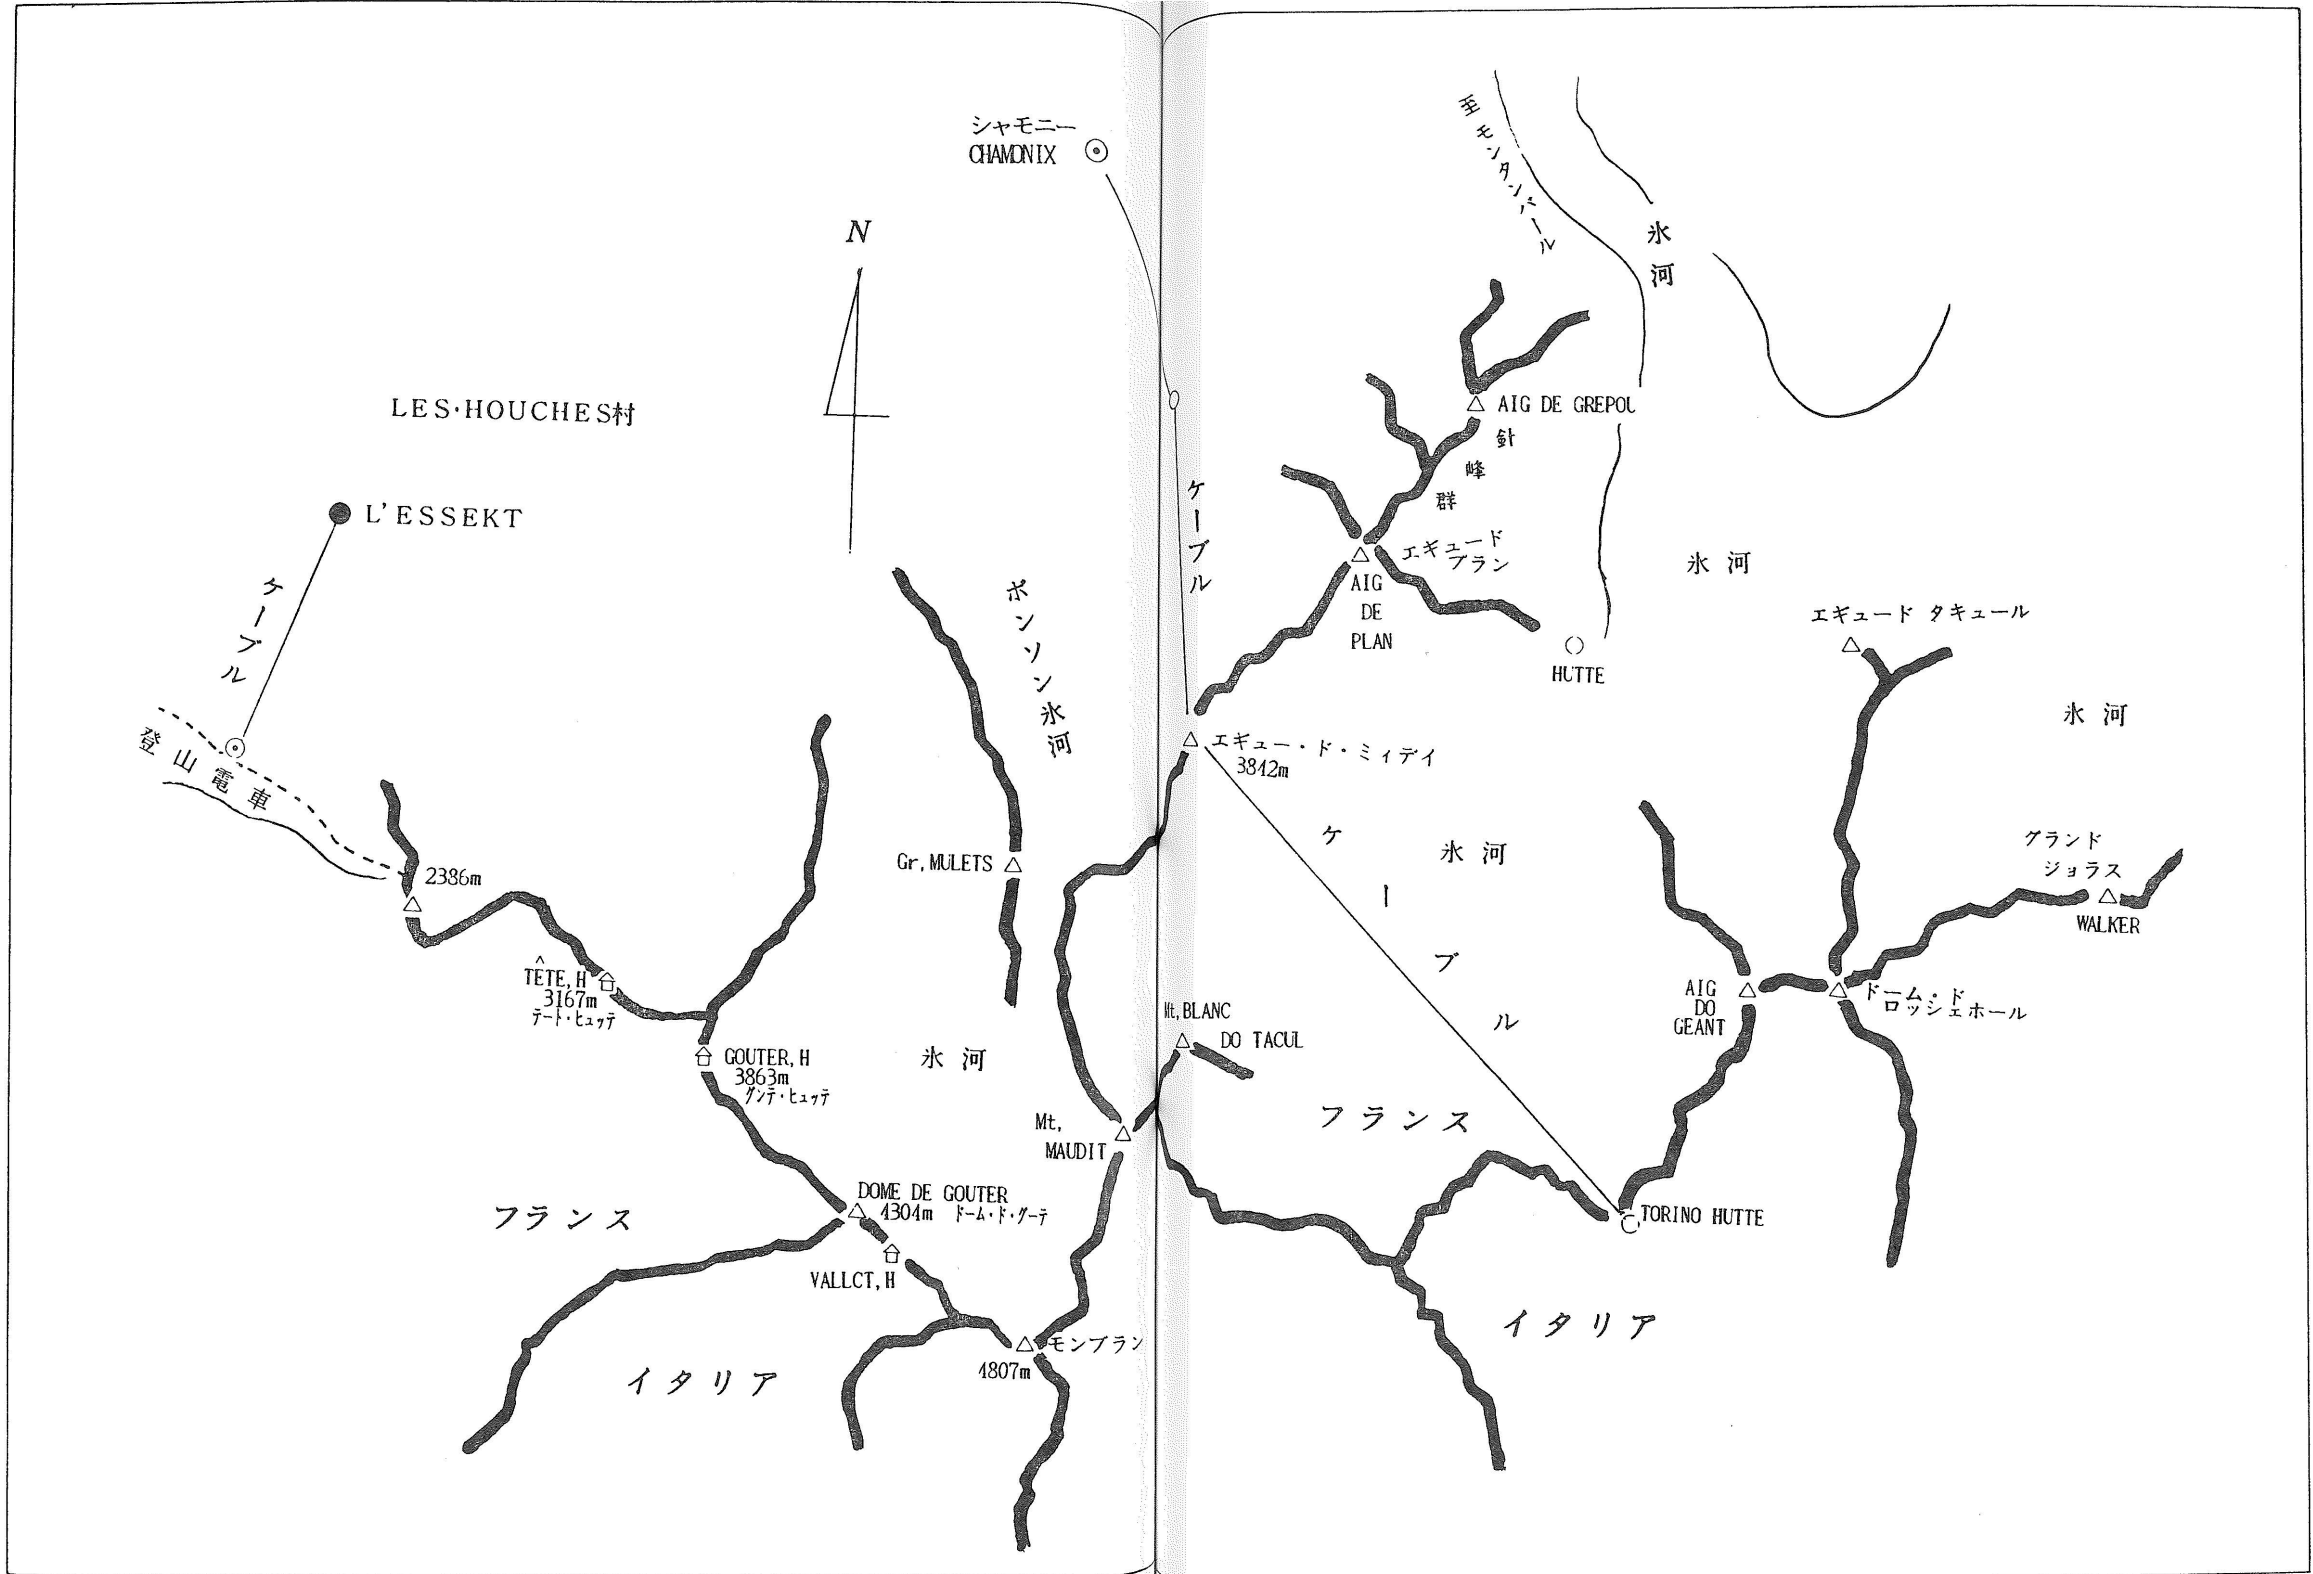 シャモニー
CHAMONIX
N
LES・HOUCHES村
L'ESSEKT
ケーブル
登山電車
2386m
TÊTE,H
3167m
テート・ヒュッテ
GOUTER,H
3863m
グンテ・ヒュッテ
Gr,MULETS
ボンソン氷河
氷河
Mt,
MAUDIT
DOME DE GOUTER
4304m ドーム・ド・グーテ
VALLCT,H
フランス
イタリア
モンブラン
4807m
至モンタンバール
氷河
AIG DE GREPOU
針峰群
ケーブル
エギュード
プラン
AIG
DE
PLAN
HUTTE
氷河
エギュード タキュール
氷河
エギュー・ド・ミィデイ
3842m
ケーブル
氷河
グランド
ジョラス
WALKER
AIG
DO
GEANT
ドーム・ド
ロッシェホール
Mt,BLANC
DO TACUL
フランス
TORINO HUTTE
イタリア